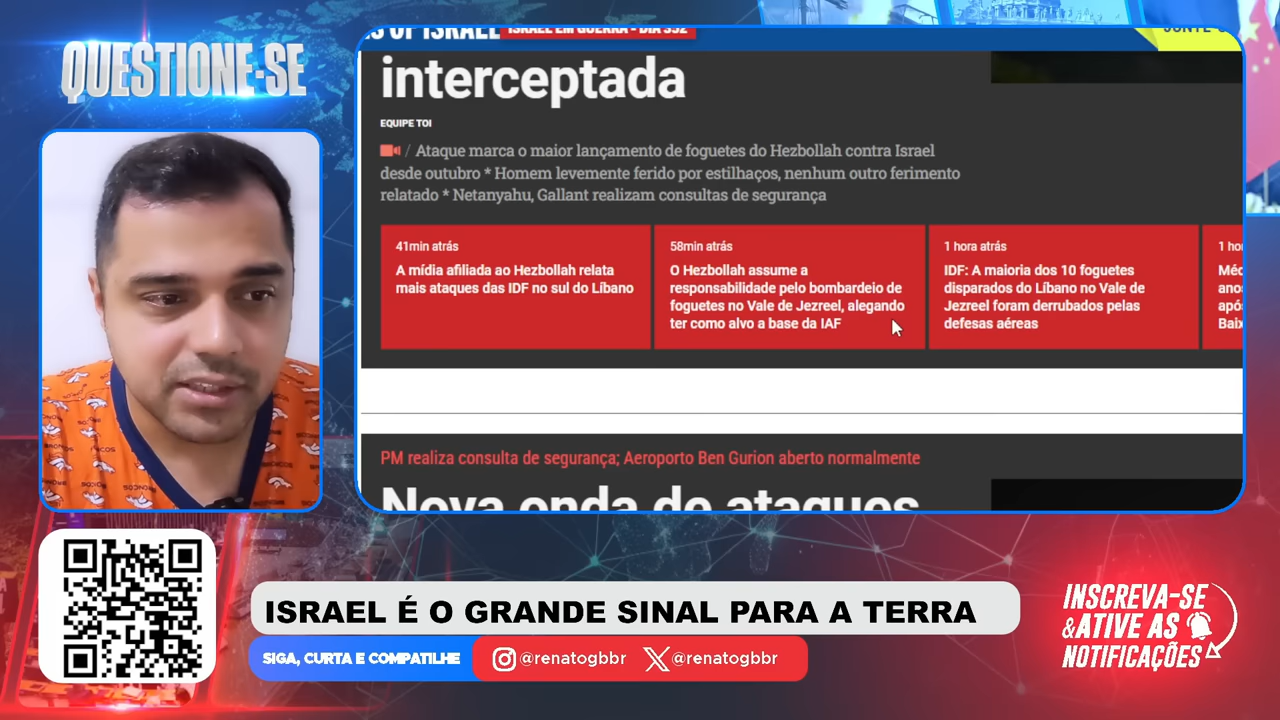 QUESTIONE-SE
ISRAEL EM GUERRA - DIA 352
interceptada
EQUIPE TOI
/ Ataque marca o maior lançamento de foguetes do Hezbollah contra Israel
desde outubro * Homem levemente ferido por estilhaços, nenhum outro ferimento
relatado * Netanyahu, Gallant realizam consultas de segurança
41min atrás
A mídia afiliada ao Hezbollah relata
mais ataques das IDF no sul do Líbano
58min atrás
O Hezbollah assume a
responsabilidade pelo bombardeio de
foguetes no Vale de Jezreel, alegando
ter como alvo a base da IAF
1 hora atrás
IDF: A maioria dos 10 foguetes
disparados do Líbano no Vale de
Jezreel foram derrubados pelas
defesas aéreas
PM realiza consulta de segurança; Aeroporto Ben Gurion aberto normalmente
Nova onda de ataques
ISRAEL É O GRANDE SINAL PARA A TERRA
SIGA, CURTA E COMPATILHE
@renatogbbr
@renatogbbr
INSCREVA-SE
&ATIVE AS
NOTIFICAÇÕES